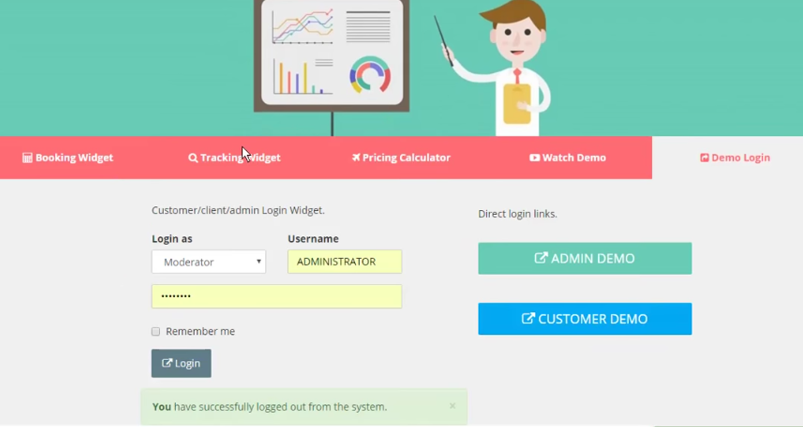 Booking Widget
Tracking Widget
Pricing Calculator
Watch Demo
Demo Login
Customer/client/admin Login Widget.
Login as
Username
Moderator
ADMINISTRATOR
••••••••
Remember me
Login
You have successfully logged out from the system.
×
Direct login links.
ADMIN DEMO
CUSTOMER DEMO